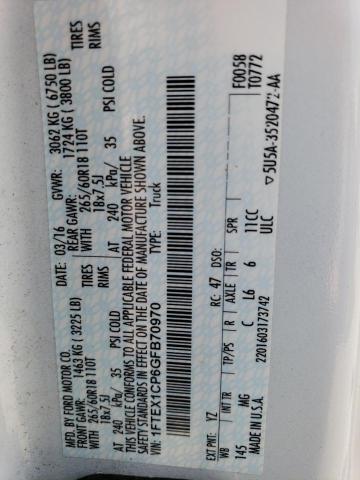 MFD. BY FORD MOTOR CO.
DATE: 03/16 GVWR: 3062 KG ( 6750 LB)
FRONT GAWR: 1463 KG ( 3225 LB) REAR GAWR: 1724 KG ( 3800 LB)
WITH 265/60R18 110T TIRES WITH 265/60R18 110T TIRES
18x7.5J RIMS 18x7.5J RIMS
AT 240 kPa/ 35 PSI COLD AT 240 kPa/ 35 PSI COLD
THIS VEHICLE CONFORMS TO ALL APPLICABLE FEDERAL MOTOR VEHICLE
SAFETY STANDARDS IN EFFECT ON THE DATE OF MANUFACTURE SHOWN ABOVE.
VIN: 1FTEX1CP6GFB70970
TYPE: Truck
F0058
T0772
EXT PNT: YZ RC: 47 DSO:
WB INT TR TP/PS R AXLE TR SPR
145 MG C L6 6 11CC
ULC
MADE IN U.S.A.
2201603173742
▽5U5A-3520472-AA